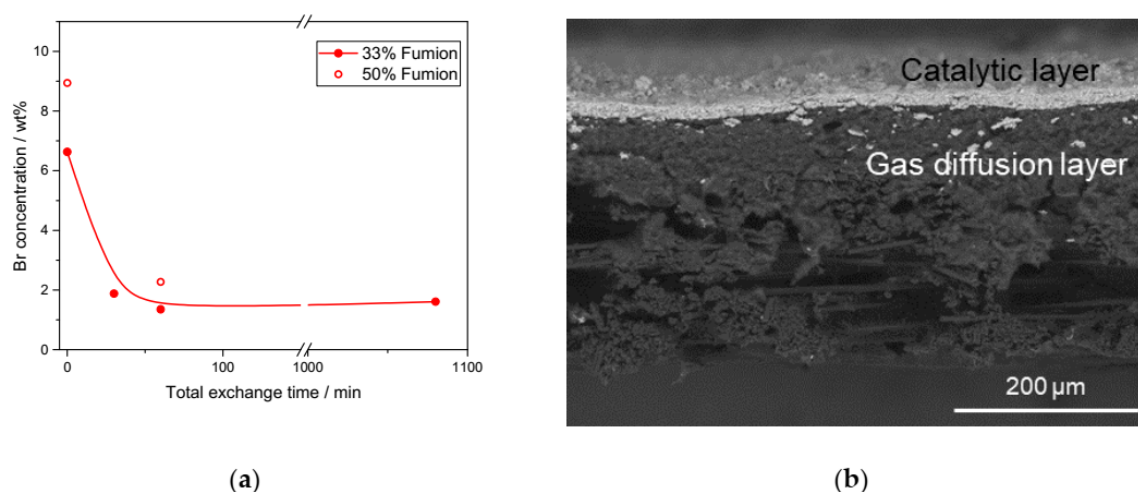 10
8
6
4
2
0
Br concentration / wt%
0
100
1000
1100
Total exchange time / min
33% Fumion
50% Fumion
(a)
Catalytic layer
Gas diffusion layer
200 µm
(b)